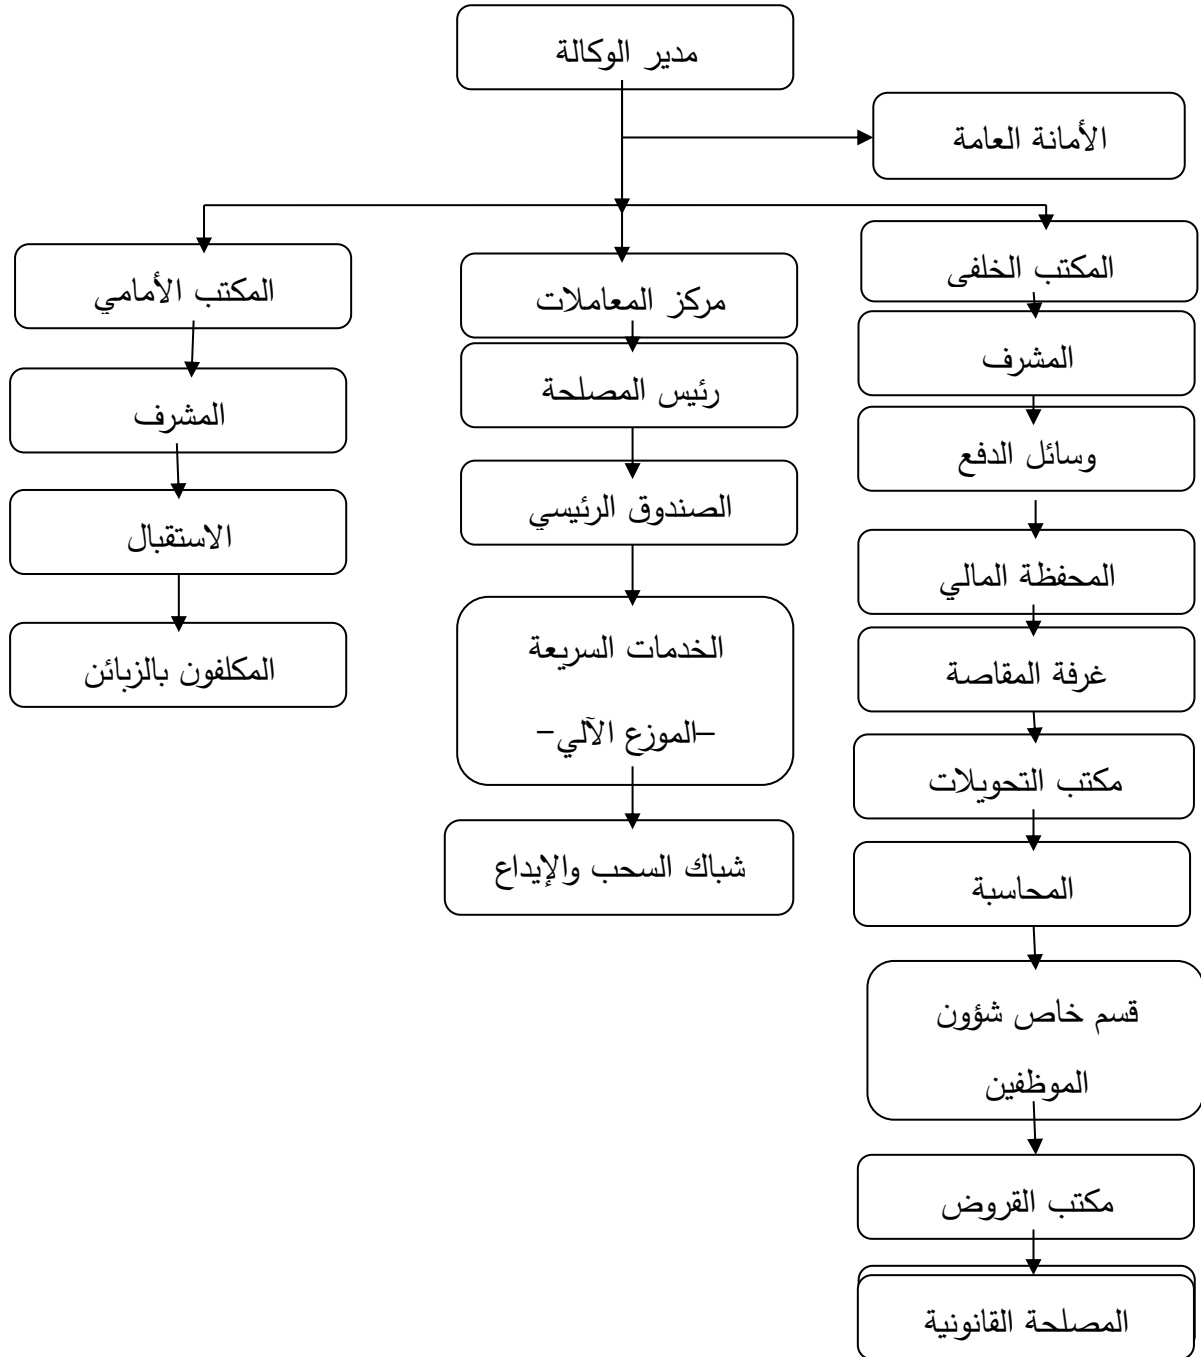 مدير الوكالة
الأمانة العامة
المكتب الخلفي
المشرف
وسائل الدفع
المحفظة المالي
غرفة المقاصة
مكتب التحويلات
المحاسبة
قسم خاص شؤون
الموظفين
مكتب القروض
المصلحة القانونية
مركز المعاملات
رئيس المصلحة
الصندوق الرئيسي
الخدمات السريعة
–الموزع الآلي–
شباك السحب والإيداع
المكتب الأمامي
المشرف
الاستقبال
المكلفون بالزبائن